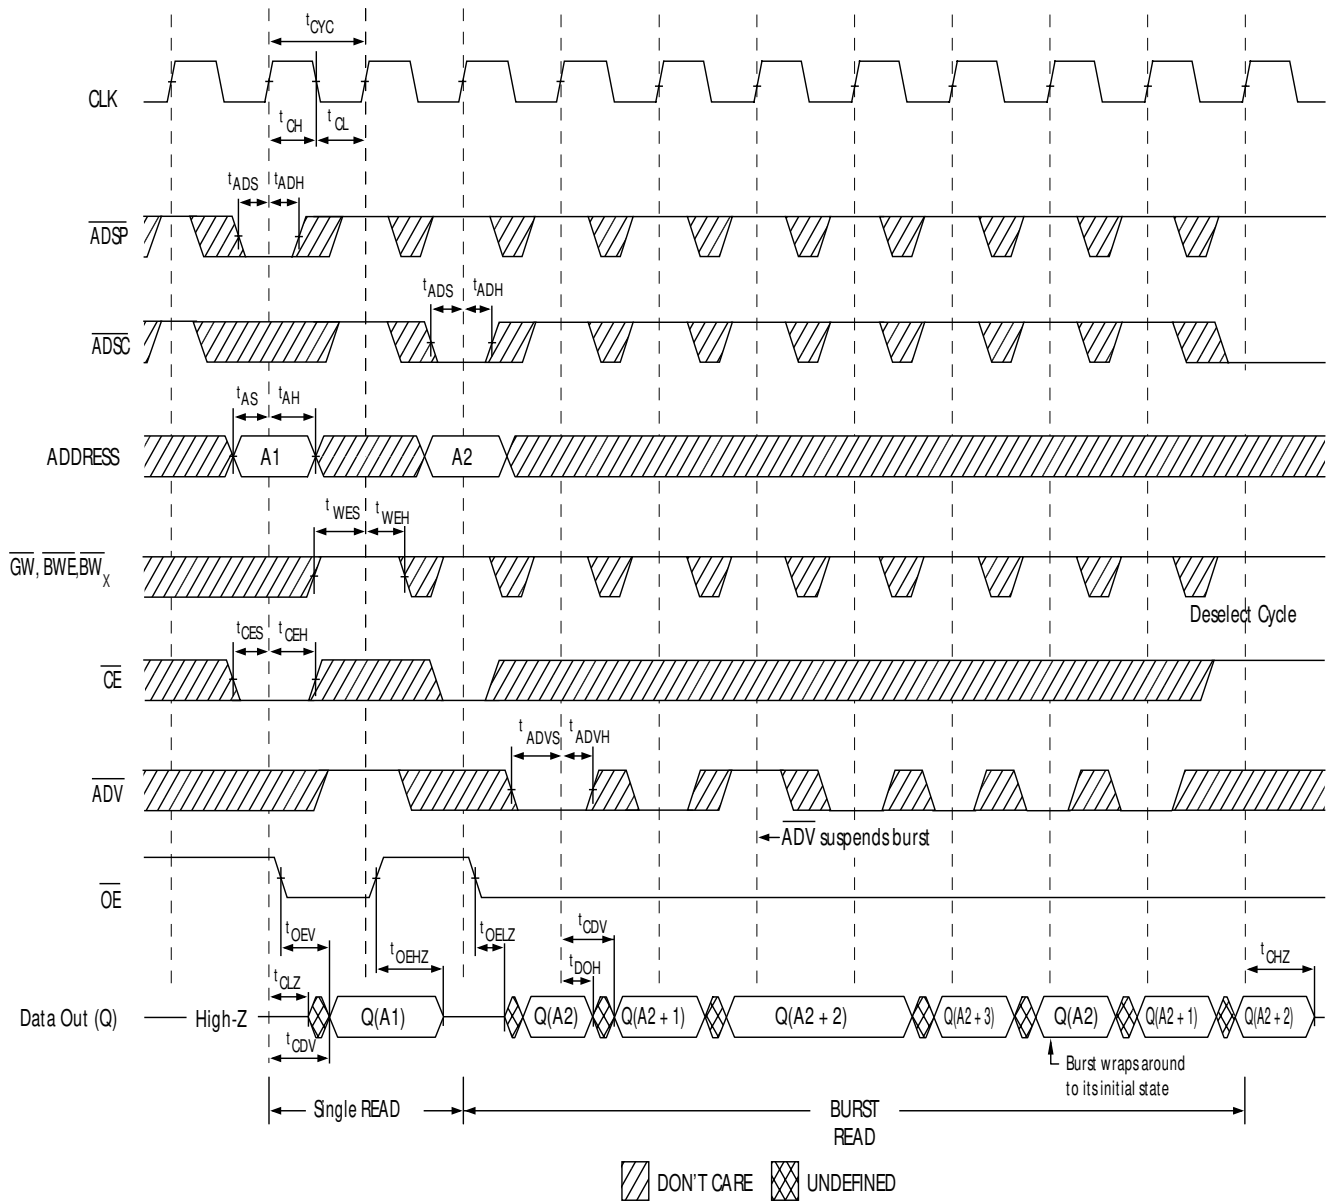 tCYC
CLK
tCH tCL
tADS tADH
ADSP
tADS tADH
ADSC
tAS tAH
ADDRESS A1 A2
tWES tWEH
GW, BWE,BWX
Deselect Cycle
tCES tCEH
CE
tADVS tADVH
ADV
ADV suspends burst
OE
tOEV tOEHZ tOELZ tCDV
tCLZ tDOH tCHZ
Data Out (Q) High-Z Q(A1) Q(A2) Q(A2 + 1) Q(A2 + 2) Q(A2 + 3) Q(A2) Q(A2 + 1) Q(A2 + 2)
tCDV
Burst wraps around
to its initial state
Single READ BURST
READ
DON'T CARE UNDEFINED